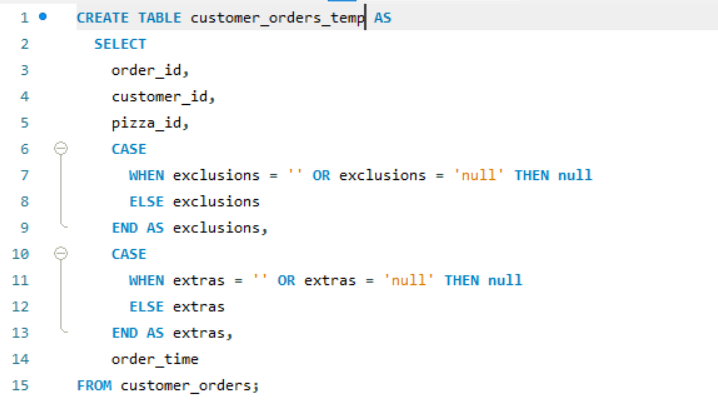 1 CREATE TABLE customer_orders_temp AS
2 SELECT
3 order_id,
4 customer_id,
5 pizza_id,
6 CASE
7 WHEN exclusions = '' OR exclusions = 'null' THEN null
8 ELSE exclusions
9 END AS exclusions,
10 CASE
11 WHEN extras = '' OR extras = 'null' THEN null
12 ELSE extras
13 END AS extras,
14 order_time
15 FROM customer_orders;